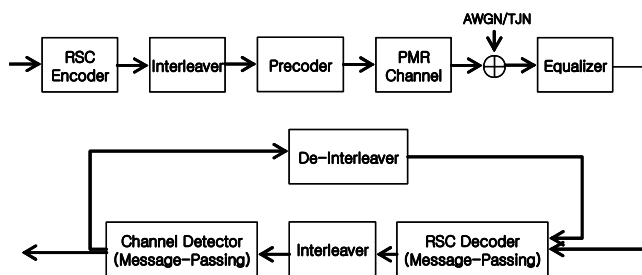 AWGN/TJN
RSC
Encoder
Interleaver
Precoder
PMR
Channel
Equalizer
De-Interleaver
Channel Detector
(Message-Passing)
Interleaver
RSC Decoder
(Message-Passing)